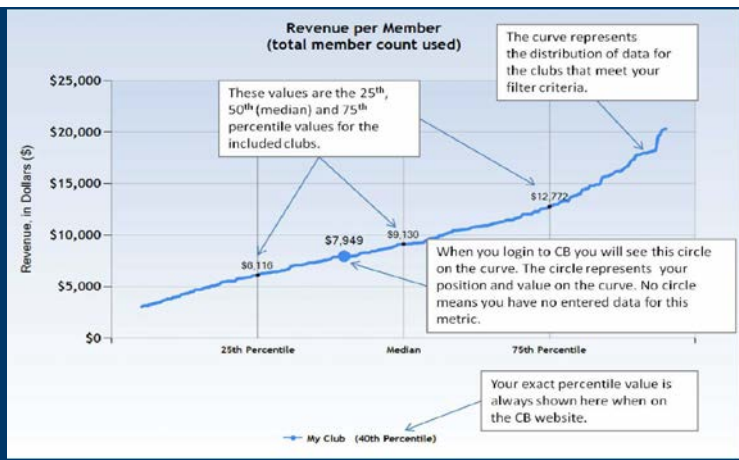 Revenue per Member
(total member count used)
The curve represents
the distribution of data for
the clubs that meet your
filter criteria.
These values are the 25th,
50th (median) and 75th
percentile values for the
included clubs.
$25,000
$20,000
$15,000
$10,000
$5,000
$0
Revenue, in Dollars ($)
$6,116
$7,949
$9,130
$12,772
When you login to CB you will see this circle
on the curve. The circle represents your
position and value on the curve. No circle
means you have no entered data for this
metric.
25th Percentile
Median
75th Percentile
Your exact percentile value is
always shown here when on
the CB website.
My Club (40th Percentile)